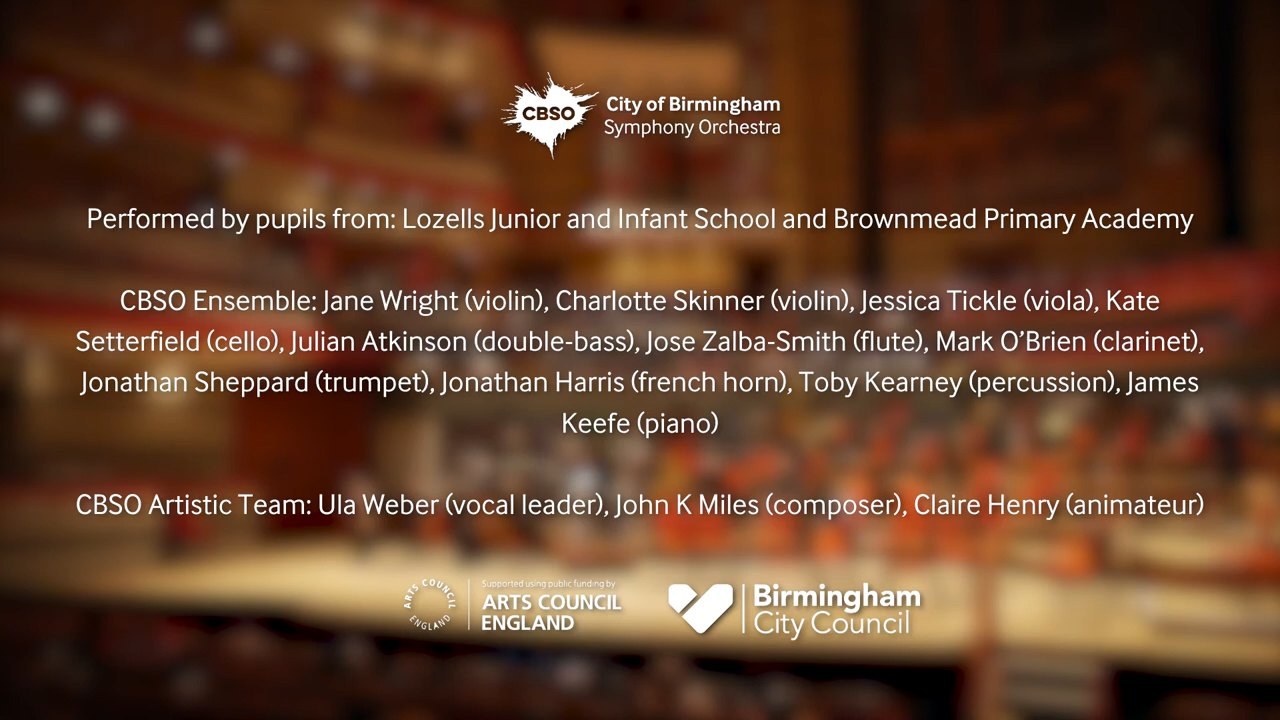 CBSO
City of Birmingham
Symphony Orchestra
Performed by pupils from: Lozells Junior and Infant School and Brownmead Primary Academy
CBSO Ensemble: Jane Wright (violin), Charlotte Skinner (violin), Jessica Tickle (viola), Kate
Setterfield (cello), Julian Atkinson (double-bass), Jose Zalba-Smith (flute), Mark O’Brien (clarinet),
Jonathan Sheppard (trumpet), Jonathan Harris (french horn), Toby Kearney (percussion), James
Keefe (piano)
CBSO Artistic Team: Ula Weber (vocal leader), John K Miles (composer), Claire Henry (animateur)
ARTS COUNCIL
ENGLAND
Supported using public funding by
ARTS COUNCIL
ENGLAND
Birmingham
City Council